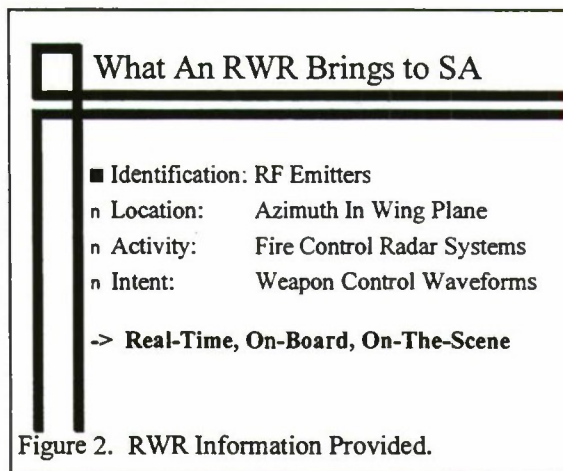 What An RWR Brings to SA
■ Identification: RF Emitters
n Location: Azimuth In Wing Plane
n Activity: Fire Control Radar Systems
n Intent: Weapon Control Waveforms
-> Real-Time, On-Board, On-The-Scene
Figure 2. RWR Information Provided.